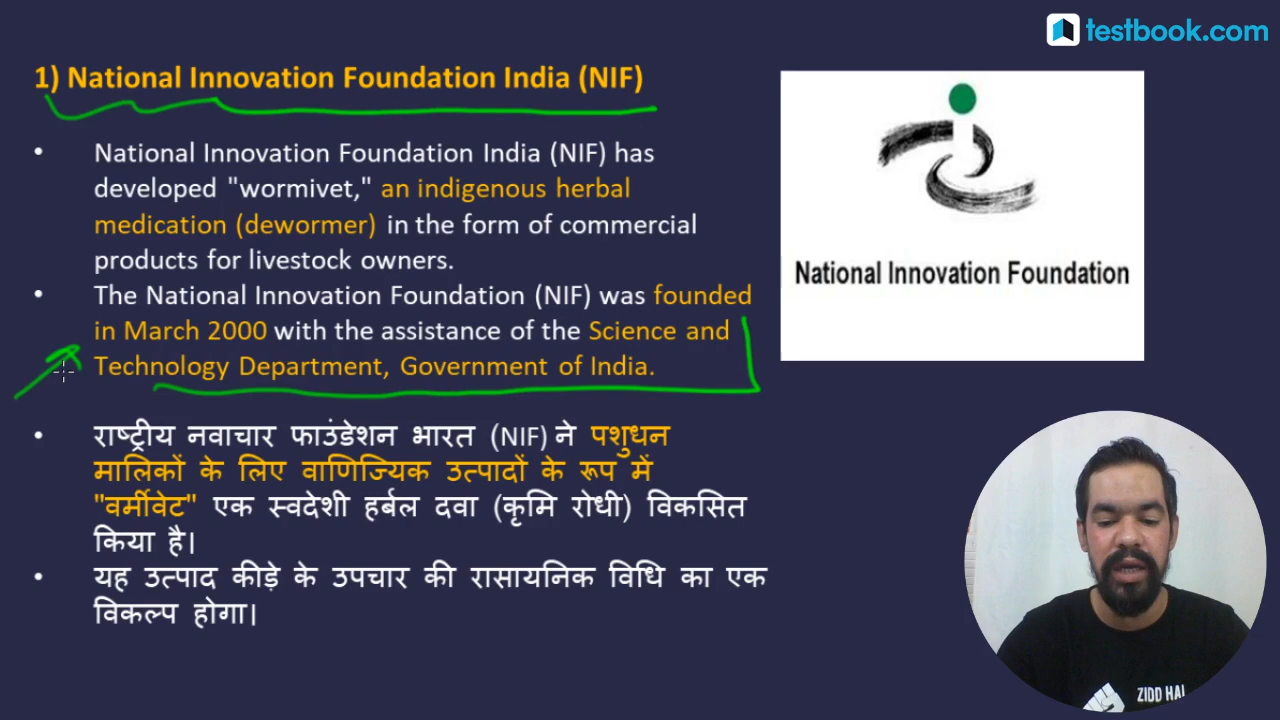 testbook.com
1) National Innovation Foundation India (NIF)
• National Innovation Foundation India (NIF) has
developed "wormivet," an indigenous herbal
medication (dewormer) in the form of commercial
products for livestock owners.
• The National Innovation Foundation (NIF) was founded
in March 2000 with the assistance of the Science and
Technology Department, Government of India.
• राष्ट्रीय नवाचार फाउंडेशन भारत (NIF) ने पशुधन
मालिकों के लिए वाणिज्यिक उत्पादों के रूप में
"वर्मीवेट" एक स्वदेशी हर्बल दवा (कृमि रोधी) विकसित
किया है।
• यह उत्पाद कीड़े के उपचार की रासायनिक विधि का एक
विकल्प होगा।
National Innovation Foundation
ZIDD HAI